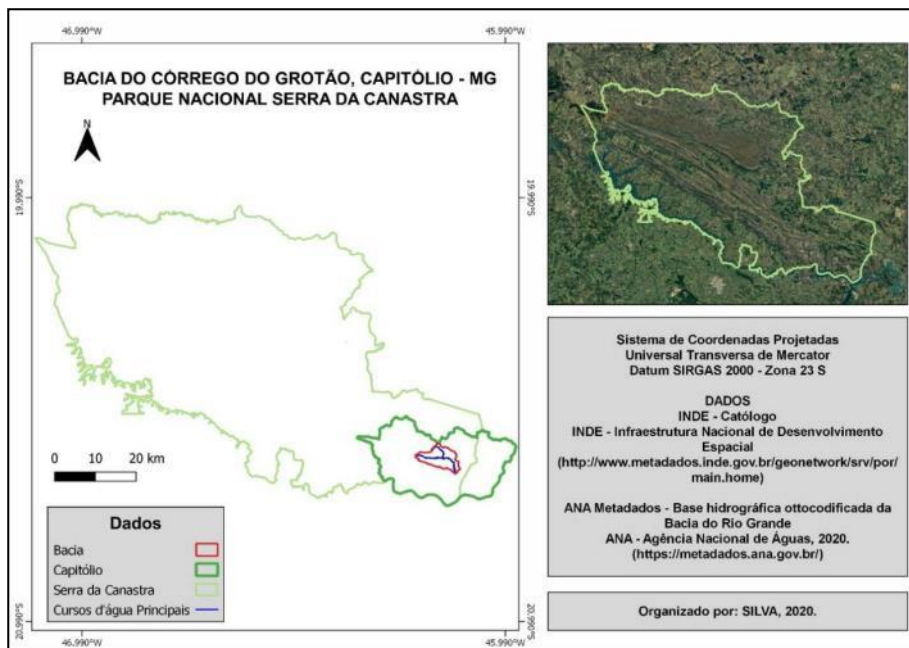 46.990°W
45.990°W
BACIA DO CÓRREGO DO GROTÃO, CAPITÓLIO - MG
PARQUE NACIONAL SERRA DA CANASTRA
N
19.990°S
19.990°S
0 10 20 km
Dados
Bacia
Capitólio
Serra da Canastra
Cursos d'água Principais
20.990°S
20.990°S
46.990°W
45.990°W
Sistema de Coordenadas Projetadas
Universal Transversa de Mercator
Datum SIRGAS 2000 - Zona 23 S
DADOS
INDE - Católogo
INDE - Infraestrutura Nacional de Desenvolvimento
Espacial
(http://www.metadados.inde.gov.br/geonetwork/srv/por/
main.home)
ANA Metadados - Base hidrográfica ottocodificada da
Bacia do Rio Grande
ANA - Agência Nacional de Águas, 2020.
(https://metadados.ana.gov.br/)
Organizado por: SILVA, 2020.